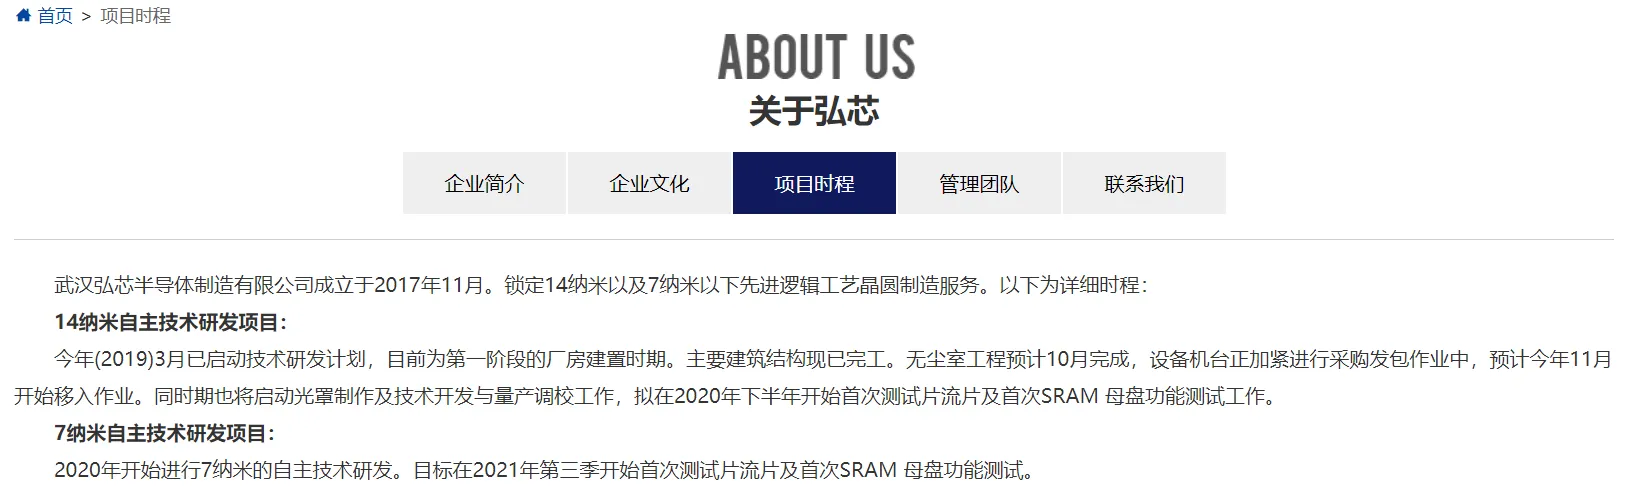 首页 > 项目时程
ABOUT US
关于弘芯
企业简介 企业文化 项目时程 管理团队 联系我们
武汉弘芯半导体制造有限公司成立于2017年11月。锁定14纳米以及7纳米以下先进逻辑工艺晶圆制造服务。以下为详细时程：
14纳米自主技术研发项目：
今年(2019)3月已启动技术研发计划，目前为第一阶段的厂房建置时期。主要建筑结构现已完工。无尘室工程预计10月完成，设备机台正加紧进行采购发包作业中，预计今年11月
开始移入作业。同时期也将启动光罩制作及技术开发与量产调校工作，拟在2020年下半年开始首次测试片流片及首次SRAM 母盘功能测试工作。
7纳米自主技术研发项目：
2020年开始进行7纳米的自主技术研发。目标在2021年第三季开始首次测试片流片及首次SRAM 母盘功能测试。